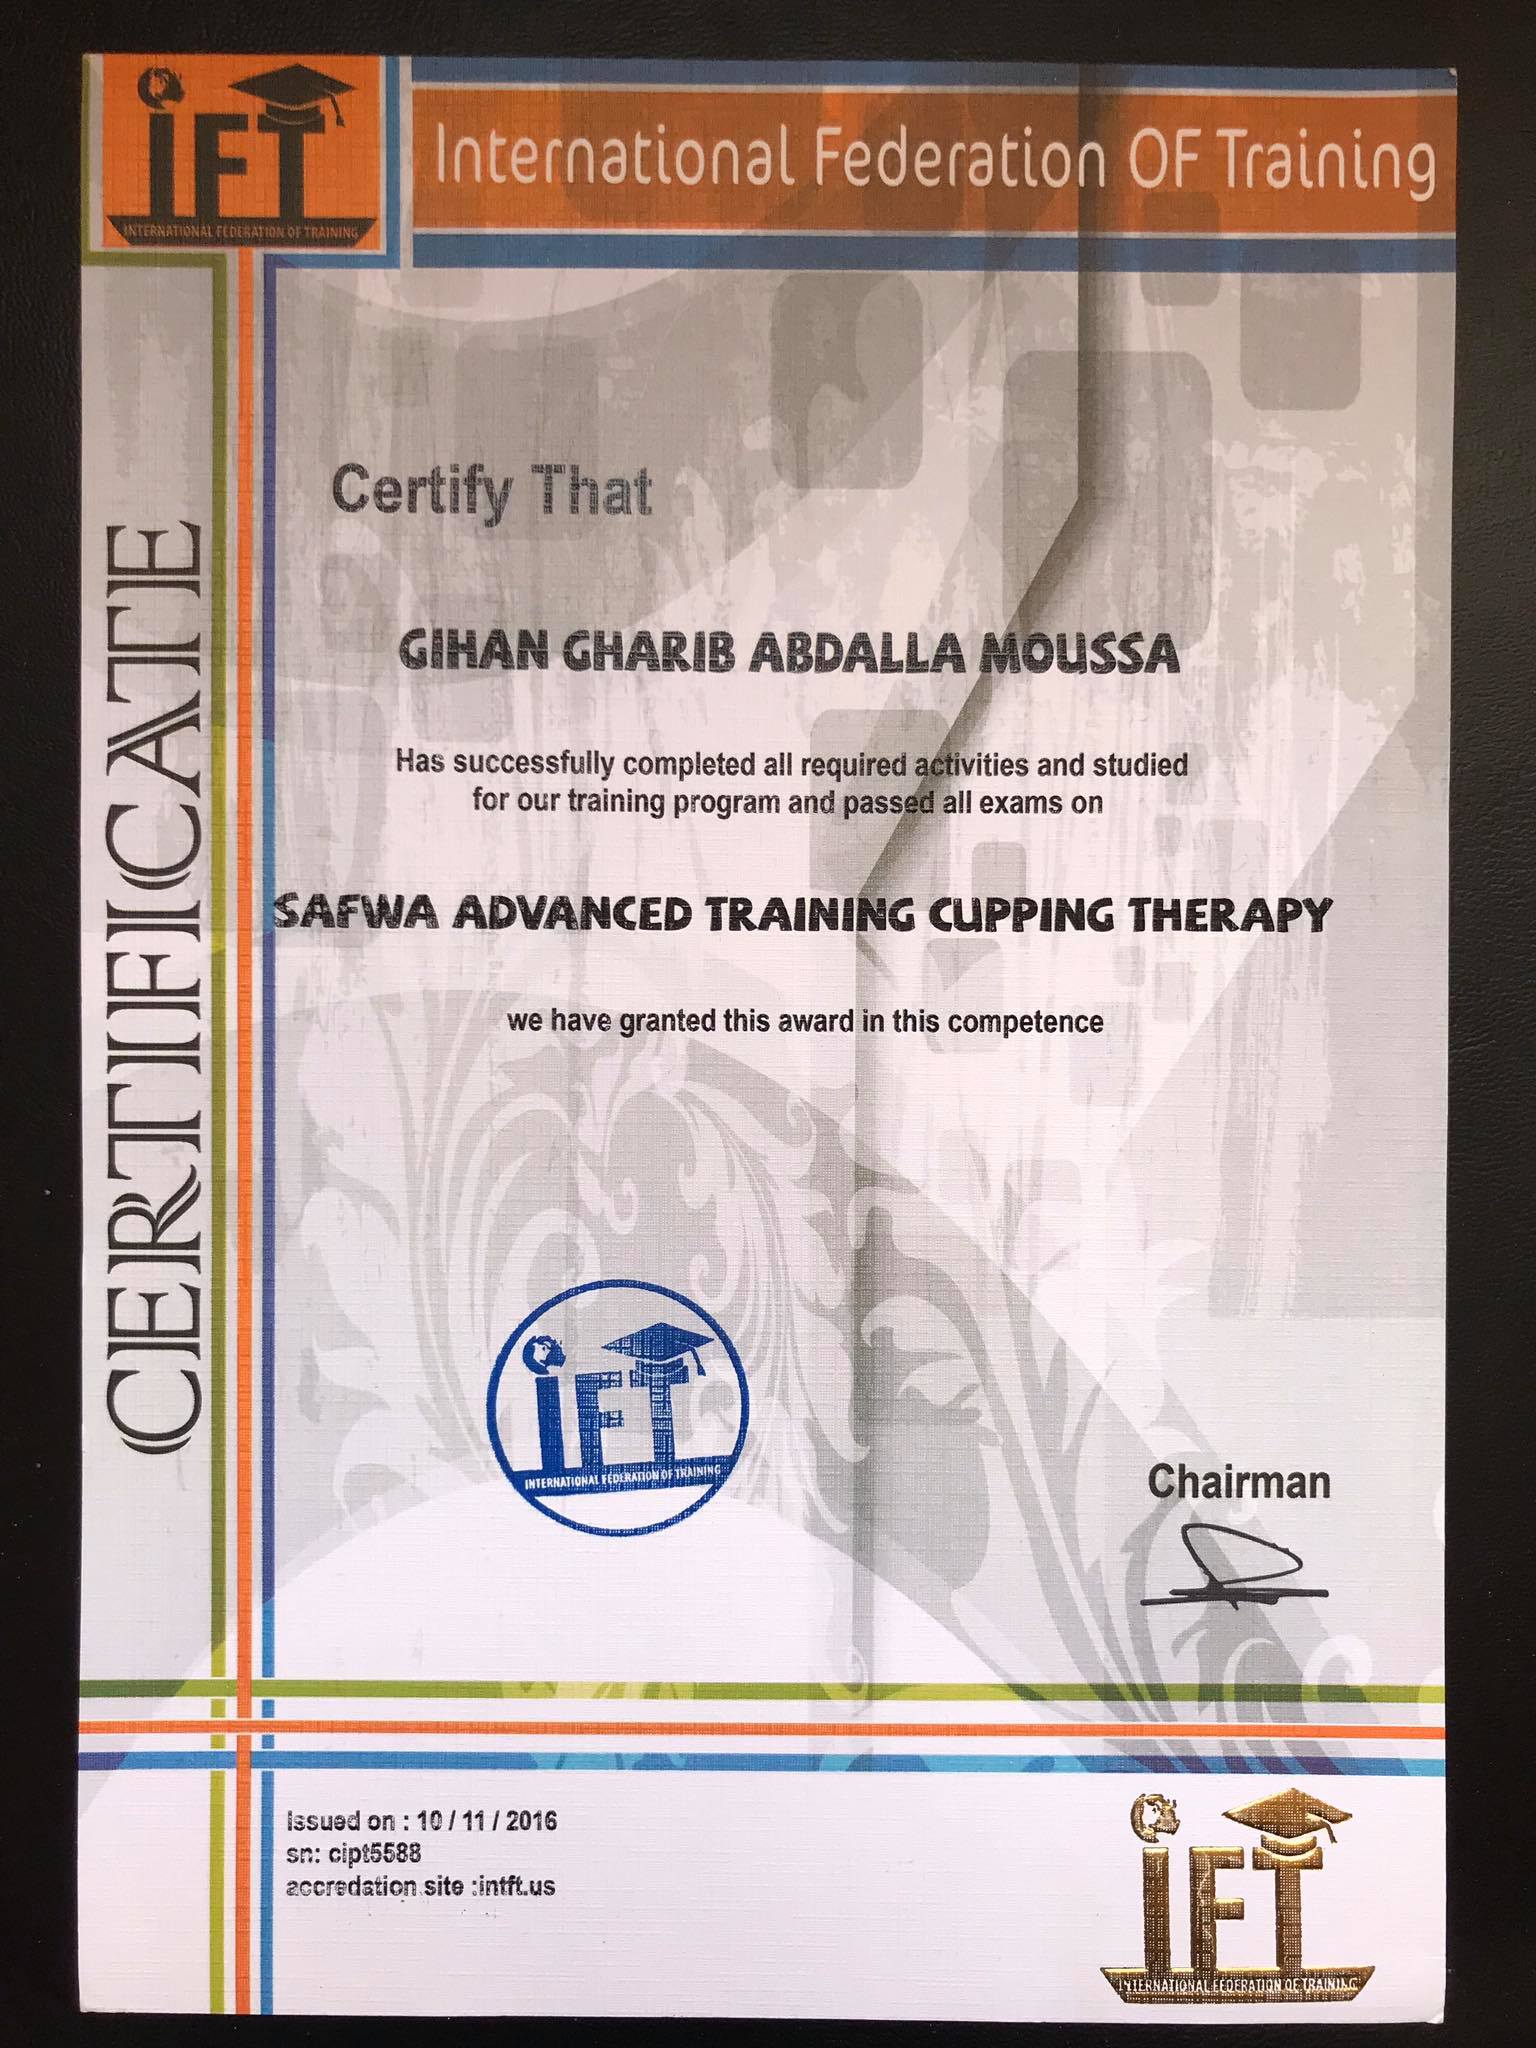 iFT
INTERNATIONAL FEDERATION OF TRAINING
International Federation OF Training
CERTIFICATE
Certify That
GIHAN GHARIB ABDALLA MOUSSA
Has successfully completed all required activities and studied
for our training program and passed all exams on
SAFWA ADVANCED TRAINING CUPPING THERAPY
we have granted this award in this competence
iFT
INTERNATIONAL FEDERATION OF TRAINING
Chairman
Issued on : 10 / 11 / 2016
sn: cipt5588
accredation site :intft.us
iFT
INTERNATIONAL FEDERATION OF TRAINING